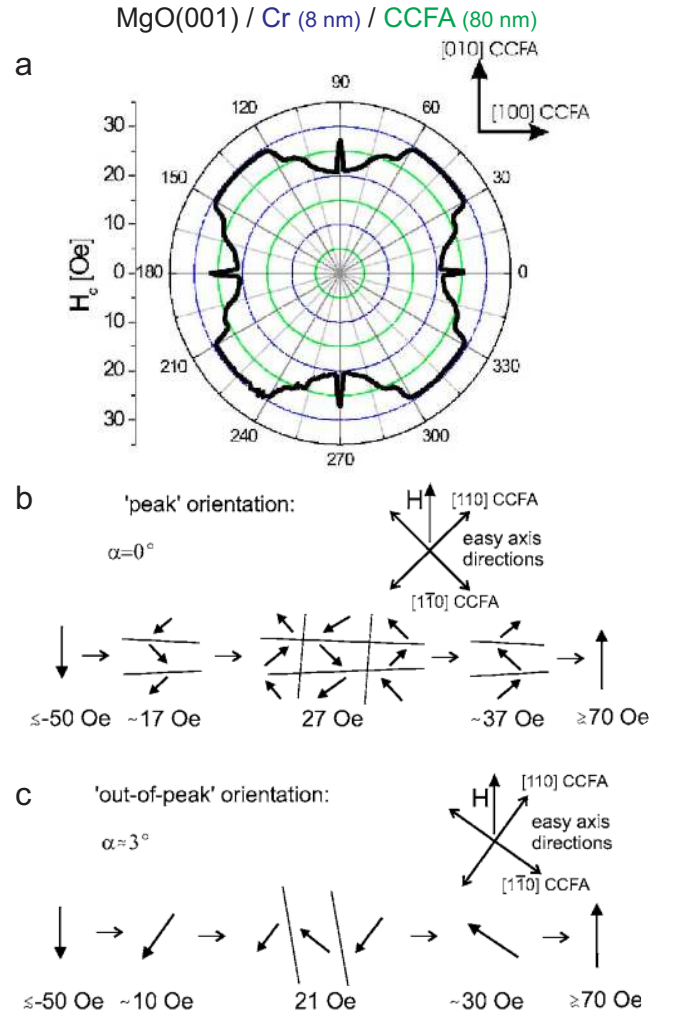 MgO(001) / Cr (8 nm) / CCFA (80 nm)
a
[010] CCFA
[100] CCFA
90
120
60
30
150
30
20
10
H_c [Oe]
0
180
0
10
20
210
330
30
240
300
270
b
'peak' orientation:
H
[110] CCFA
α=0°
easy axis
directions
[11̄0] CCFA
≤-50 Oe ~17 Oe 27 Oe ~37 Oe ≥70 Oe
c
'out-of-peak' orientation:
H
[110] CCFA
α≈3°
easy axis
directions
[11̄0] CCFA
≤-50 Oe ~10 Oe 21 Oe ~30 Oe ≥70 Oe